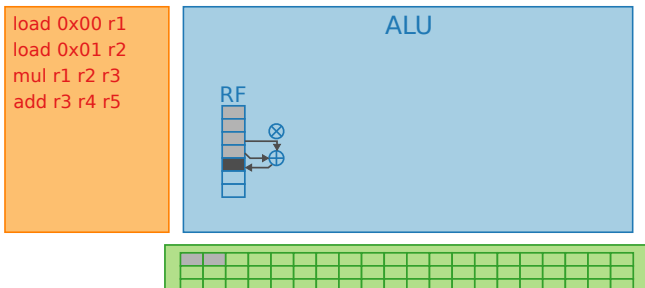 load 0x00 r1
load 0x01 r2
mul r1 r2 r3
add r3 r4 r5
ALU
RF